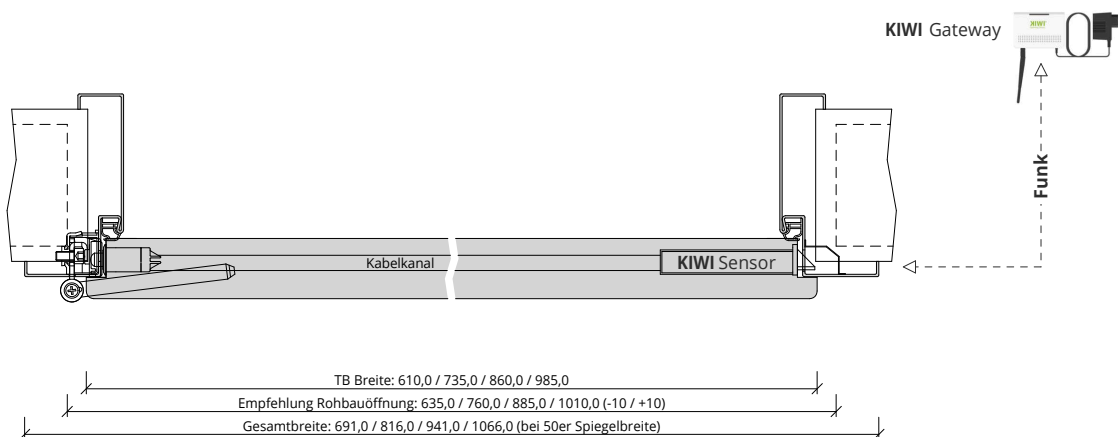 KIWI Gateway
KIWI
Funk
Kabelkanal
KIWI Sensor
TB Breite: 610,0 / 735,0 / 860,0 / 985,0
Empfehlung Rohbauöffnung: 635,0 / 760,0 / 885,0 / 1010,0 (-10 / +10)
Gesamtbreite: 691,0 / 816,0 / 941,0 / 1066,0 (bei 50er Spiegelbreite)